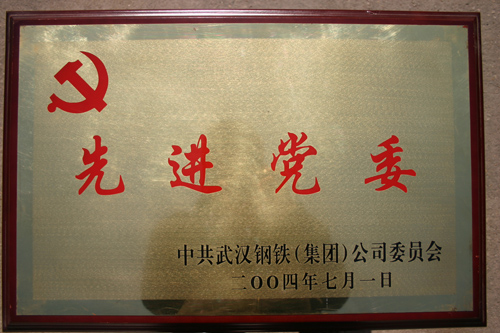 先进党委
中共武汉钢铁(集团)公司委员会
二OO四年七月一日